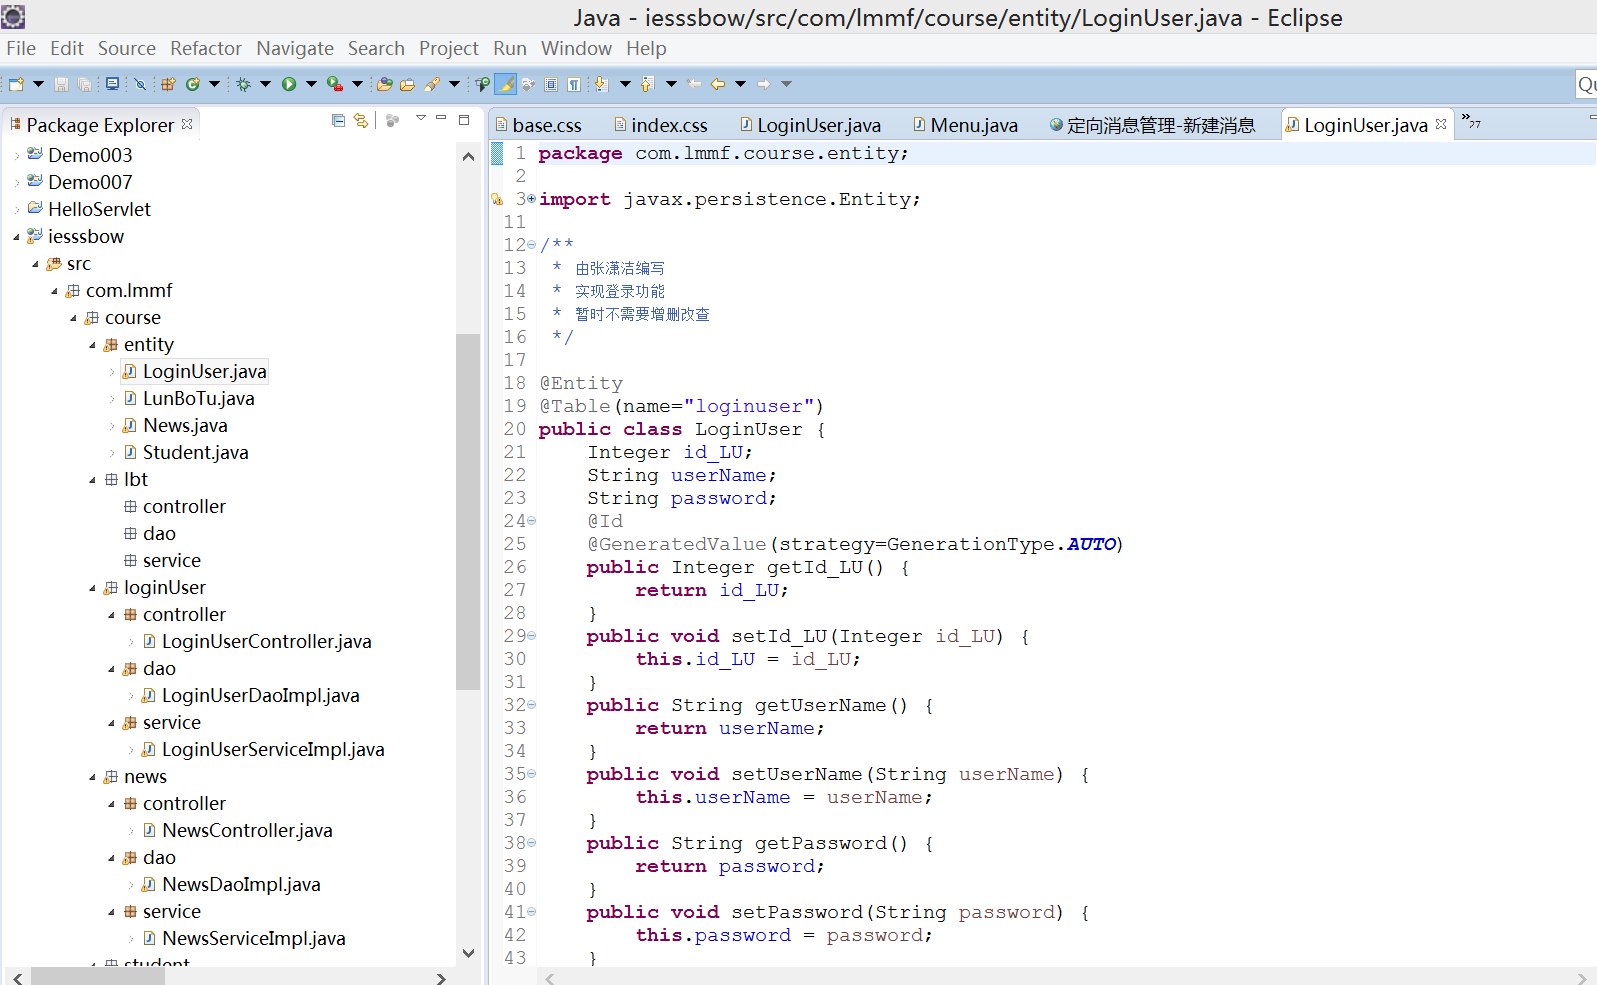 Java - iesssbow/src/com/lmmf/course/entity/LoginUser.java - Eclipse
File Edit Source Refactor Navigate Search Project Run Window Help
Package Explorer
Demo003
Demo007
HelloServlet
iesssbow
src
com.lmmf
course
entity
LoginUser.java
LunBoTu.java
News.java
Student.java
lbt
controller
dao
service
loginUser
controller
LoginUserController.java
dao
LoginUserDaoImpl.java
service
LoginUserServiceImpl.java
news
controller
NewsController.java
dao
NewsDaoImpl.java
service
NewsServiceImpl.java
student
base.css index.css LoginUser.java Menu.java 定向消息管理-新建消息 LoginUser.java »27
1 package com.lmmf.course.entity;
2
3 import javax.persistence.Entity;
11
12 /**
13 * 由张潇洁编写
14 * 实现登录功能
15 * 暂时不需要增删改查
16 */
17
18 @Entity
19 @Table(name="loginuser")
20 public class LoginUser {
21 Integer id_LU;
22 String userName;
23 String password;
24 @Id
25 @GeneratedValue(strategy=GenerationType.AUTO)
26 public Integer getId_LU() {
27 return id_LU;
28 }
29 public void setId_LU(Integer id_LU) {
30 this.id_LU = id_LU;
31 }
32 public String getUserName() {
33 return userName;
34 }
35 public void setUserName(String userName) {
36 this.userName = userName;
37 }
38 public String getPassword() {
39 return password;
40 }
41 public void setPassword(String password) {
42 this.password = password;
43 }